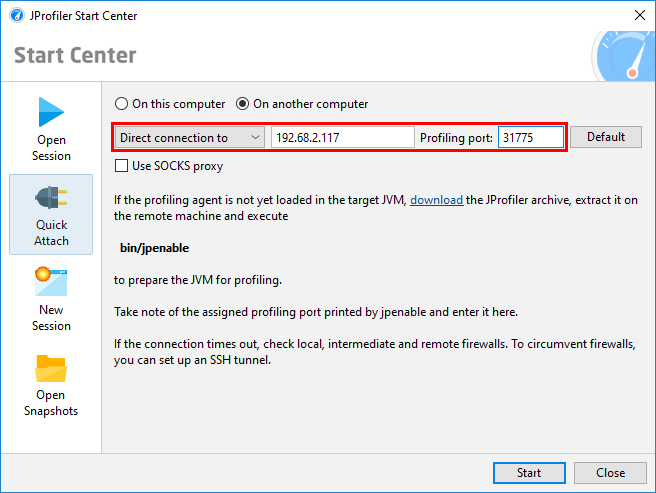 JProfiler Start Center
Start Center
Open
Session
Quick
Attach
New
Session
Open
Snapshots
On this computer On another computer
Direct connection to 192.68.2.117 Profiling port: 31775 Default
Use SOCKS proxy
If the profiling agent is not yet loaded in the target JVM, download the JProfiler archive, extract it on
the remote machine and execute
bin/jpenable
to prepare the JVM for profiling.
Take note of the assigned profiling port printed by jpenable and enter it here.
If the connection times out, check local, intermediate and remote firewalls. To circumvent firewalls,
you can set up an SSH tunnel.
Start Close